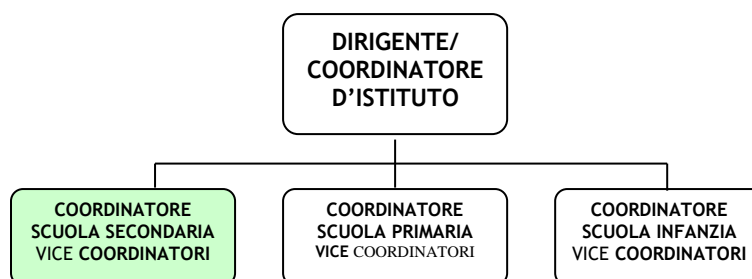 DIRIGENTE/
COORDINATORE
D'ISTITUTO
COORDINATORE
SCUOLA SECONDARIA
VICE COORDINATORI
COORDINATORE
SCUOLA PRIMARIA
VICE COORDINATORI
COORDINATORE
SCUOLA INFANZIA
VICE COORDINATORI